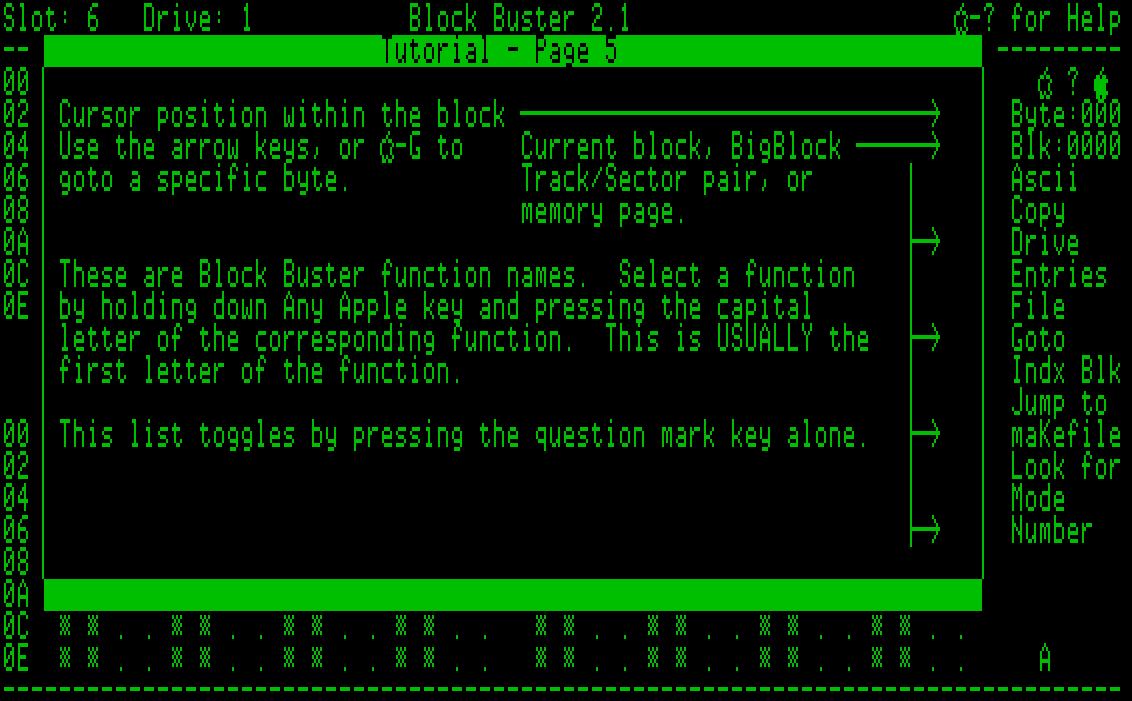 Slot: 6 Drive: 1 Block Buster 2.1 -? for Help
Tutorial - Page 5
00 ?
02 Cursor position within the block Byte:000
04 Use the arrow keys, or -G to Current block, BigBlock Blk:0000
06 goto a specific byte. Track/Sector pair, or Ascii
08 memory page. Copy
0A Drive
0C These are Block Buster function names. Select a function Entries
0E by holding down Any Apple key and pressing the capital File
letter of the corresponding function. This is USUALLY the Goto
first letter of the function. Indx Blk
Jump to
00 This list toggles by pressing the question mark key alone. maKefile
02 Look for
04 Mode
06 Number
08
0A
0C . . . . . . . . . . . . . . . .
0E . . . . . . . . . . . . . . . . A